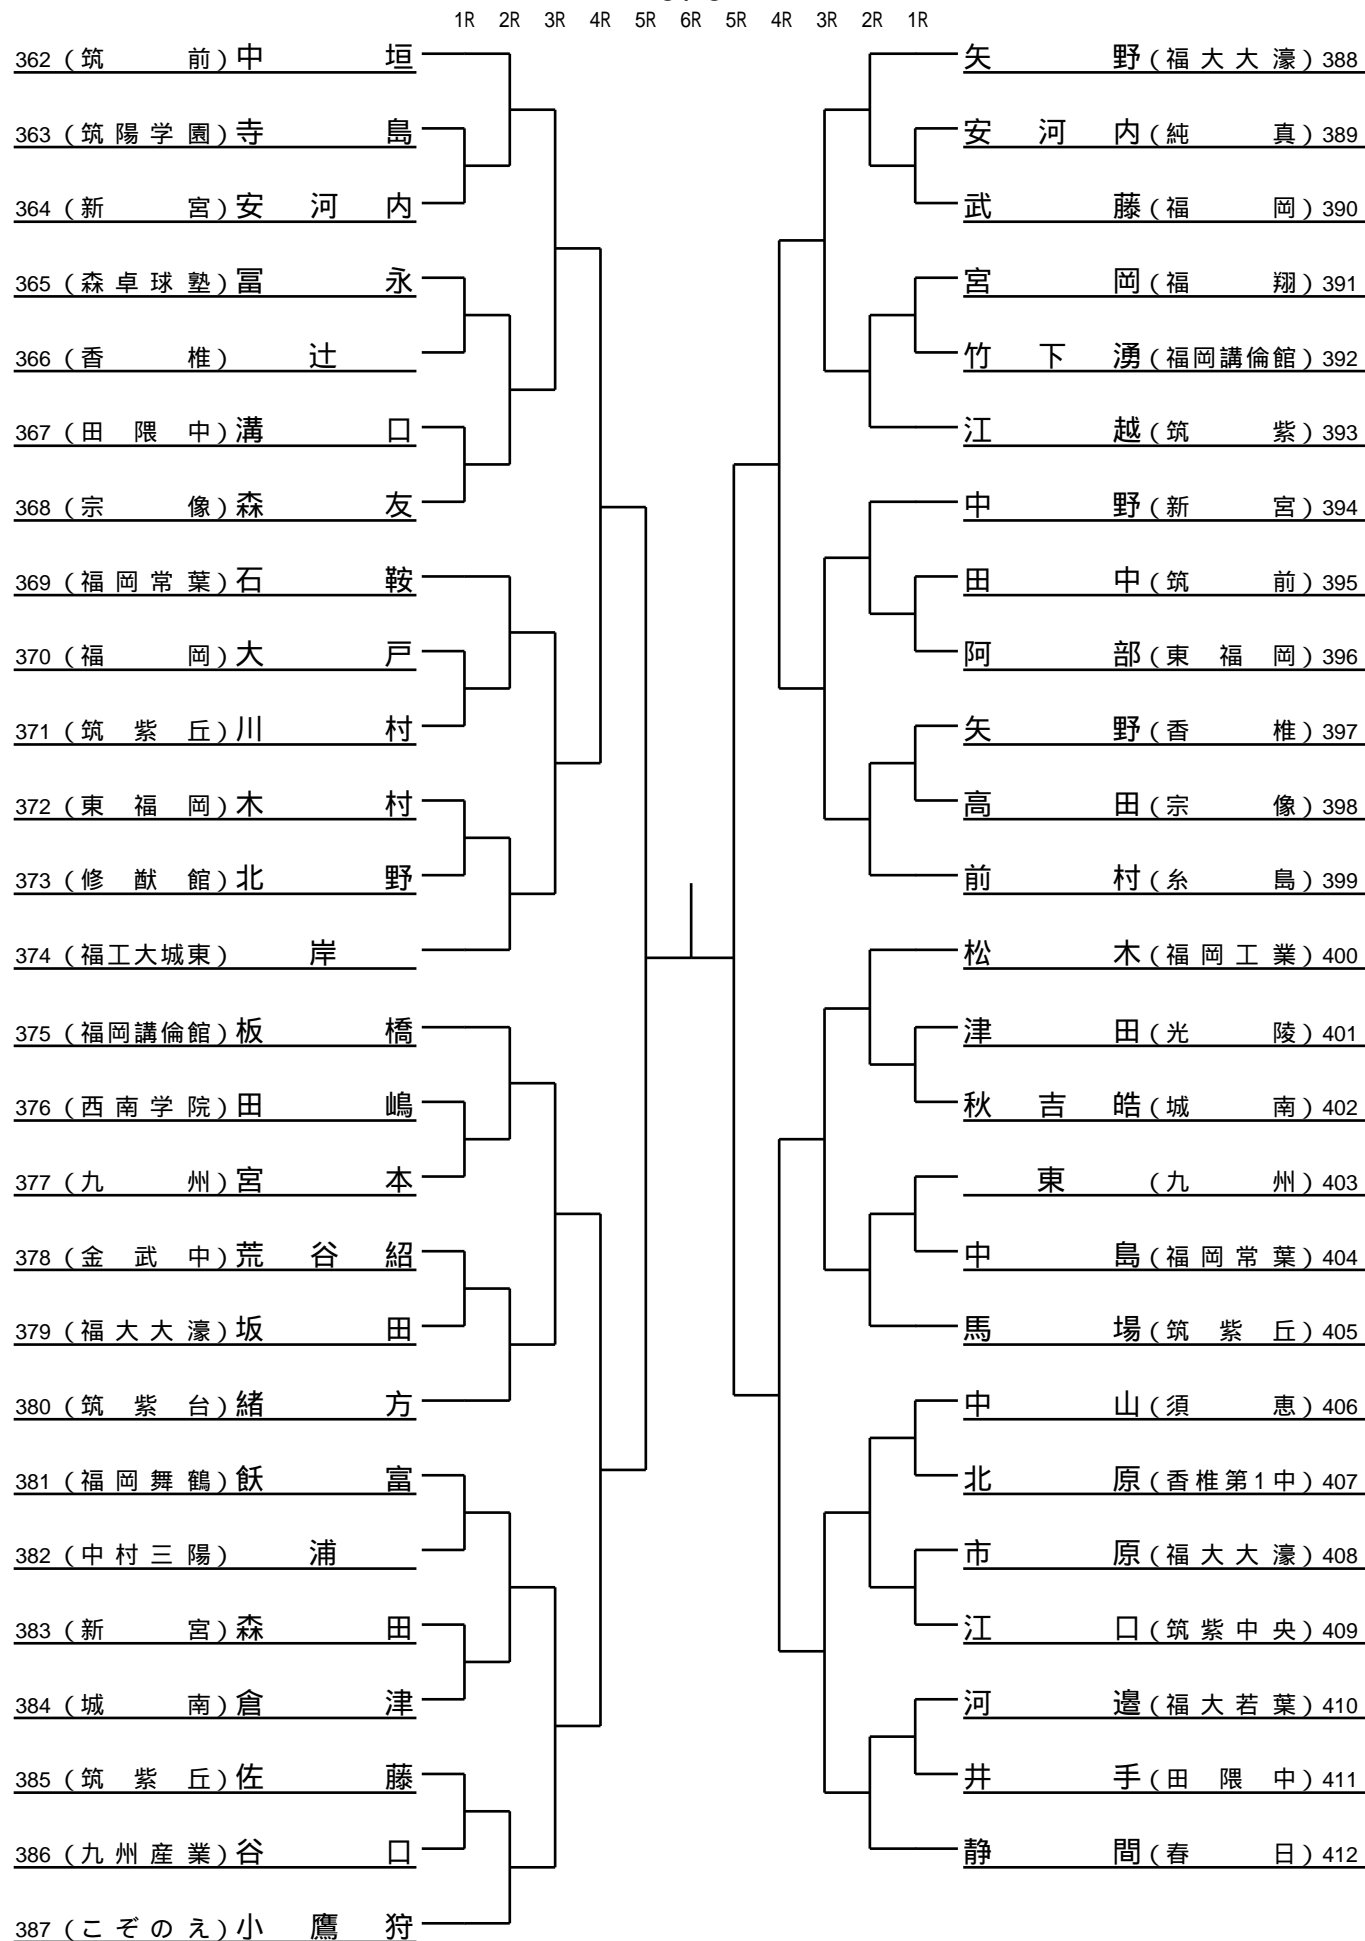 1R 2R 3R 4R 5R 6R 5R 4R 3R 2R 1R
362 (筑前) 中垣
363 (筑陽学園) 寺島
364 (新宮) 安河内
365 (森卓球塾) 冨永
366 (香椎) 辻
367 (田隈中) 溝口
368 (宗像) 森友
369 (福岡常葉) 石鞍
370 (福岡) 大戸
371 (筑紫丘) 川村
372 (東福岡) 木村
373 (修猷館) 北野
374 (福工大城東) 岸
375 (福岡講倫館) 板橋
376 (西南学院) 田嶋
377 (九州) 宮本
378 (金武中) 荒谷紹
379 (福大大濠) 坂田
380 (筑紫台) 緒方
381 (福岡舞鶴) 飫富
382 (中村三陽) 浦
383 (新宮) 森田
384 (城南) 倉津
385 (筑紫丘) 佐藤
386 (九州産業) 谷口
387 (こぞのえ) 小鷹狩
矢野 (福大大濠) 388
安河内 (純真) 389
武藤 (福岡) 390
宮岡 (福翔) 391
竹下湧 (福岡講倫館) 392
江越 (筑紫) 393
中野 (新宮) 394
田中 (筑前) 395
阿部 (東福岡) 396
矢野 (香椎) 397
高田 (宗像) 398
前村 (糸島) 399
松木 (福岡工業) 400
津田 (光陵) 401
秋吉皓 (城南) 402
東 (九州) 403
中島 (福岡常葉) 404
馬場 (筑紫丘) 405
中山 (須恵) 406
北原 (香椎第1中) 407
市原 (福大大濠) 408
江口 (筑紫中央) 409
河邉 (福大若葉) 410
井手 (田隈中) 411
静間 (春日) 412